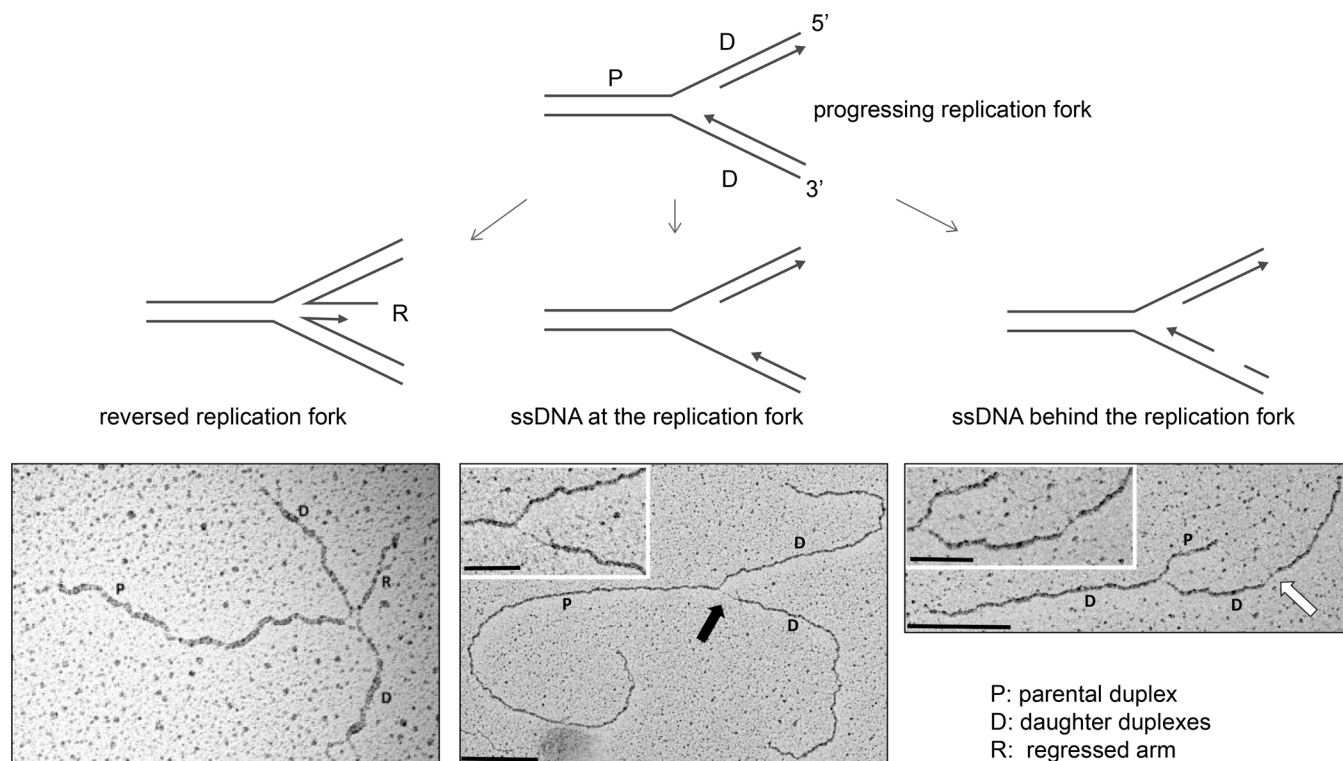 D
5’
P
progressing replication fork
D
3’
R
reversed replication fork
ssDNA at the replication fork
ssDNA behind the replication fork
D
P
R
D
D
P
D
P
D
D
P: parental duplex
D: daughter duplexes
R: regressed arm